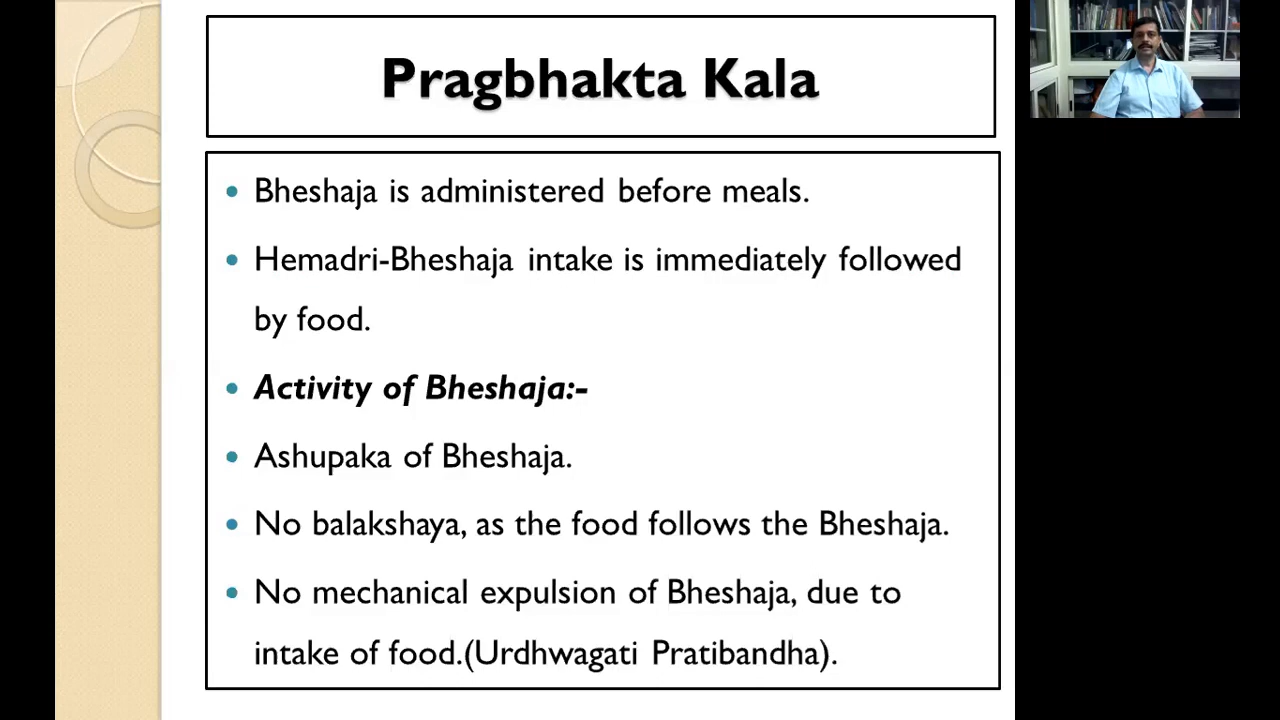 Pragbhakta Kala
• Bheshaja is administered before meals.
• Hemadri-Bheshaja intake is immediately followed
by food.
• Activity of Bheshaja:-
• Ashupaka of Bheshaja.
• No balakshaya, as the food follows the Bheshaja.
• No mechanical expulsion of Bheshaja, due to
intake of food.(Urdhwagati Pratibandha).